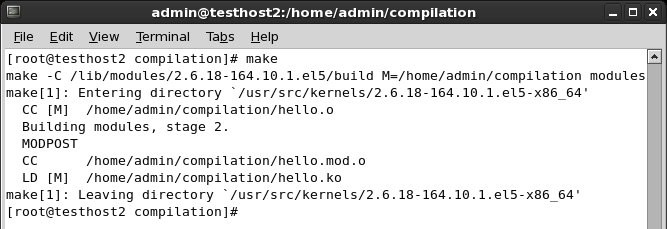 admin@testhost2:/home/admin/compilation
File Edit View Terminal Tabs Help
[root@testhost2 compilation]# make
make -C /lib/modules/2.6.18-164.10.1.el5/build M=/home/admin/compilation modules
make[1]: Entering directory `/usr/src/kernels/2.6.18-164.10.1.el5-x86_64'
  CC [M]  /home/admin/compilation/hello.o
  Building modules, stage 2.
  MODPOST
  CC      /home/admin/compilation/hello.mod.o
  LD [M]  /home/admin/compilation/hello.ko
make[1]: Leaving directory `/usr/src/kernels/2.6.18-164.10.1.el5-x86_64'
[root@testhost2 compilation]#